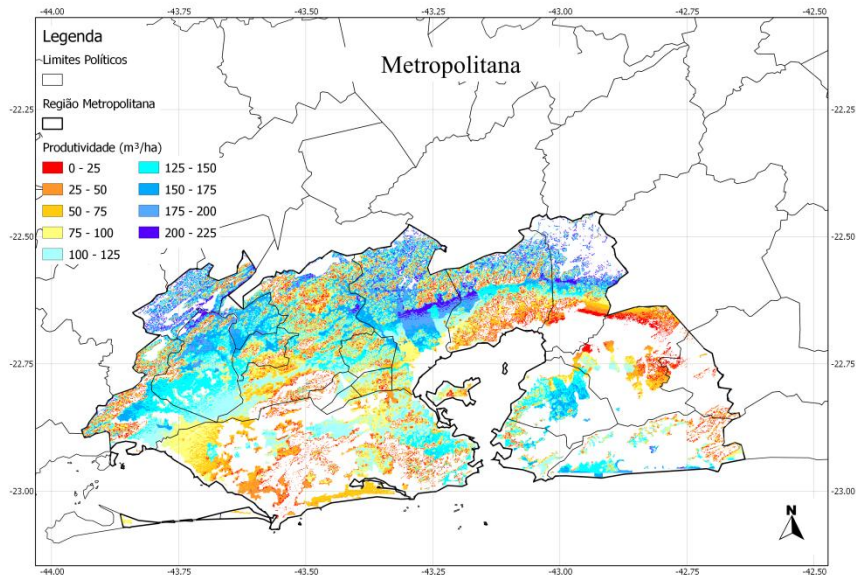 -44.00 -43.75 -43.50 -43.25 -43.00 -42.75 -42.50
Legenda
Limites Políticos
Região Metropolitana
Produtividade (m³/ha)
0 - 25
25 - 50
50 - 75
75 - 100
100 - 125
125 - 150
150 - 175
175 - 200
200 - 225
Metropolitana
-22.25 -22.25
-22.50 -22.50
-22.75 -22.75
-23.00 -23.00
N
-44.00 -43.75 -43.50 -43.25 -43.00 -42.75 -42.50